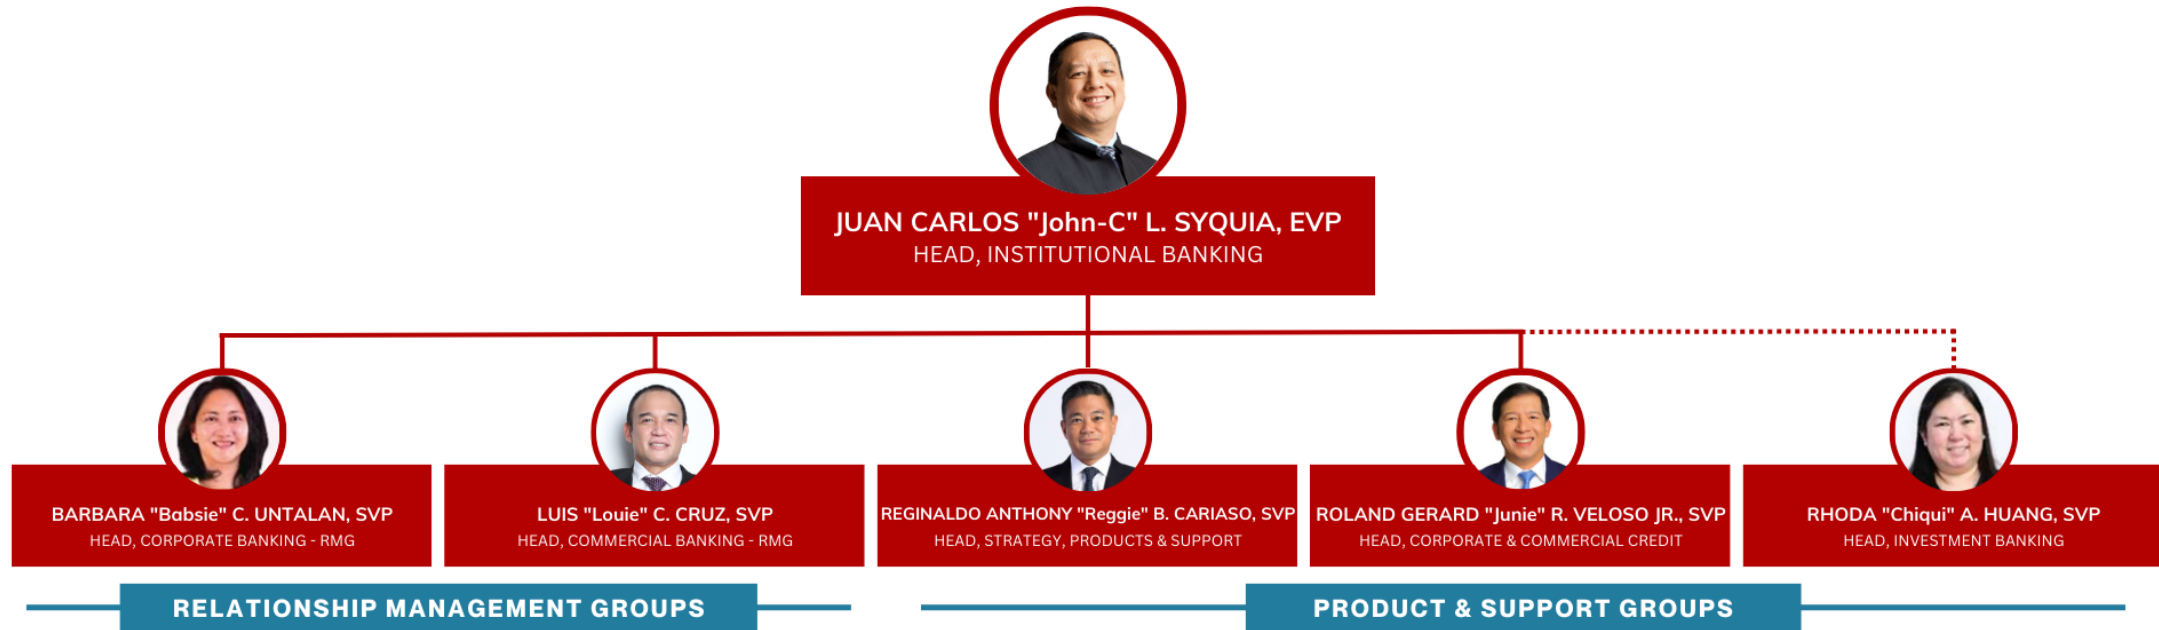 JUAN CARLOS "John-C" L. SYQUIA, EVP
HEAD, INSTITUTIONAL BANKING
BARBARA "Babsie" C. UNTALAN, SVP
HEAD, CORPORATE BANKING - RMG
LUIS "Louie" C. CRUZ, SVP
HEAD, COMMERCIAL BANKING - RMG
REGINALDO ANTHONY "Reggie" B. CARIASO, SVP
HEAD, STRATEGY, PRODUCTS & SUPPORT
ROLAND GERARD "Junie" R. VELOSO JR., SVP
HEAD, CORPORATE & COMMERCIAL CREDIT
RHODA "Chiqui" A. HUANG, SVP
HEAD, INVESTMENT BANKING
RELATIONSHIP MANAGEMENT GROUPS
PRODUCT & SUPPORT GROUPS